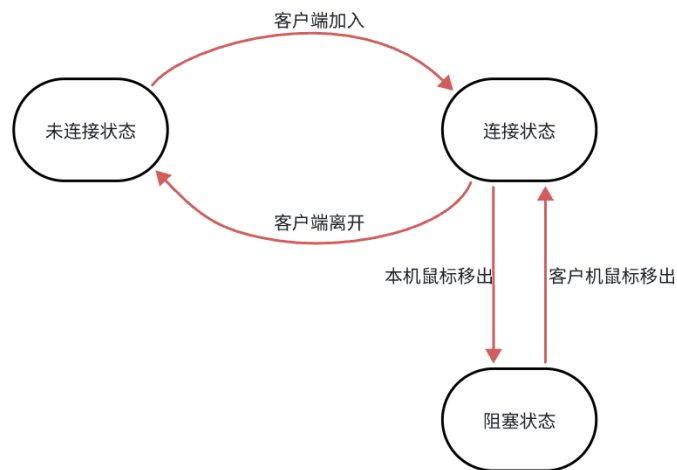 客户端加入
未连接状态
连接状态
客户端离开
本机鼠标移出
客户机鼠标移出
阻塞状态